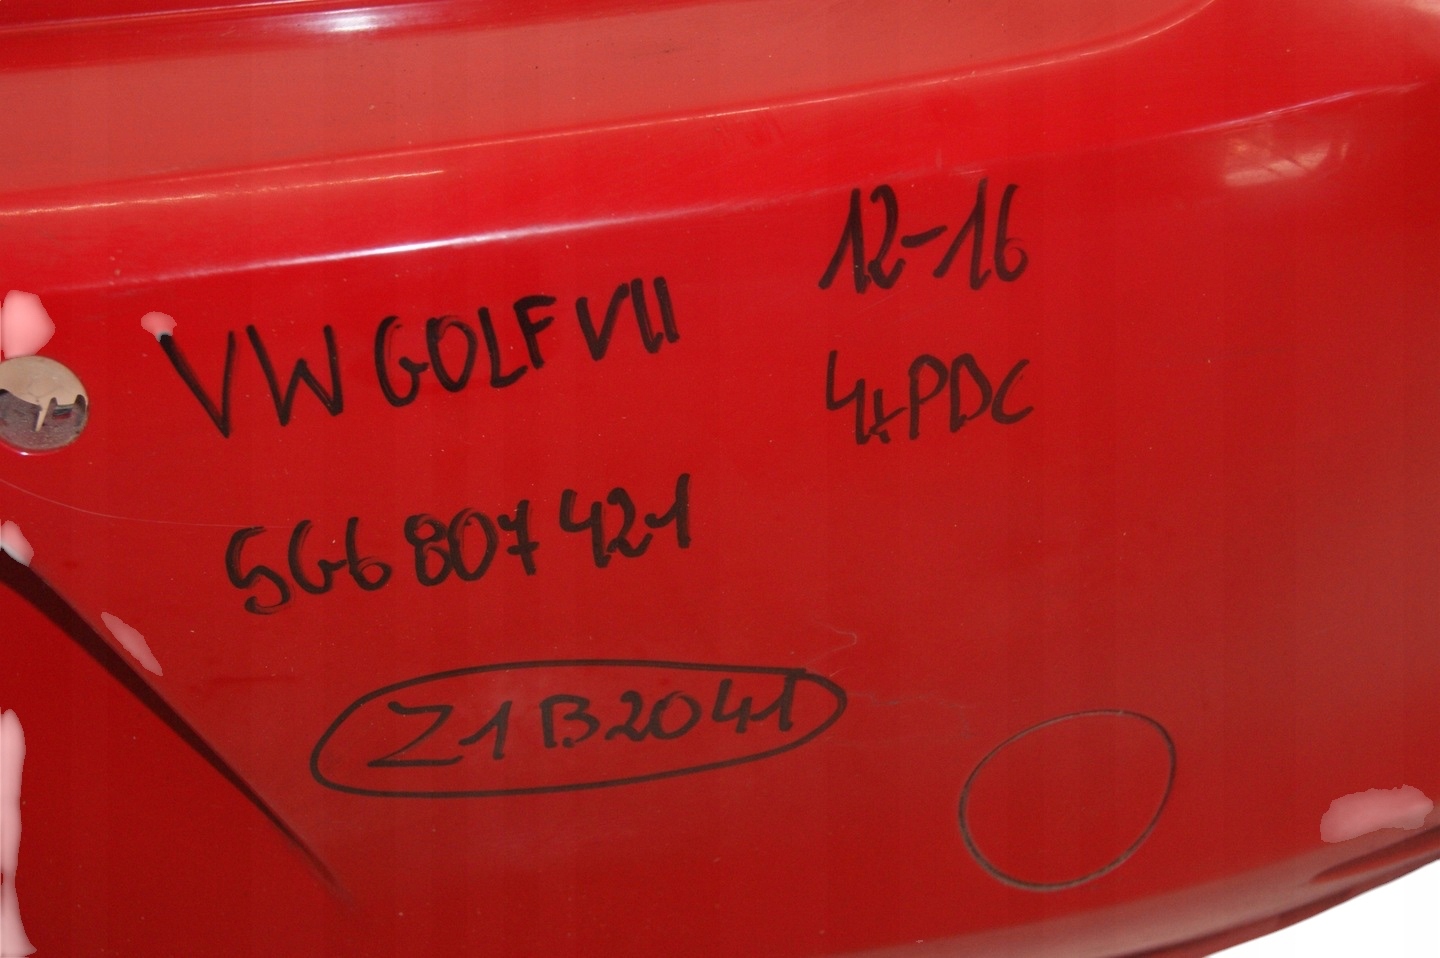 VW GOLF VII
12-16
4xPDC
5G6 807 421
Z1B2041